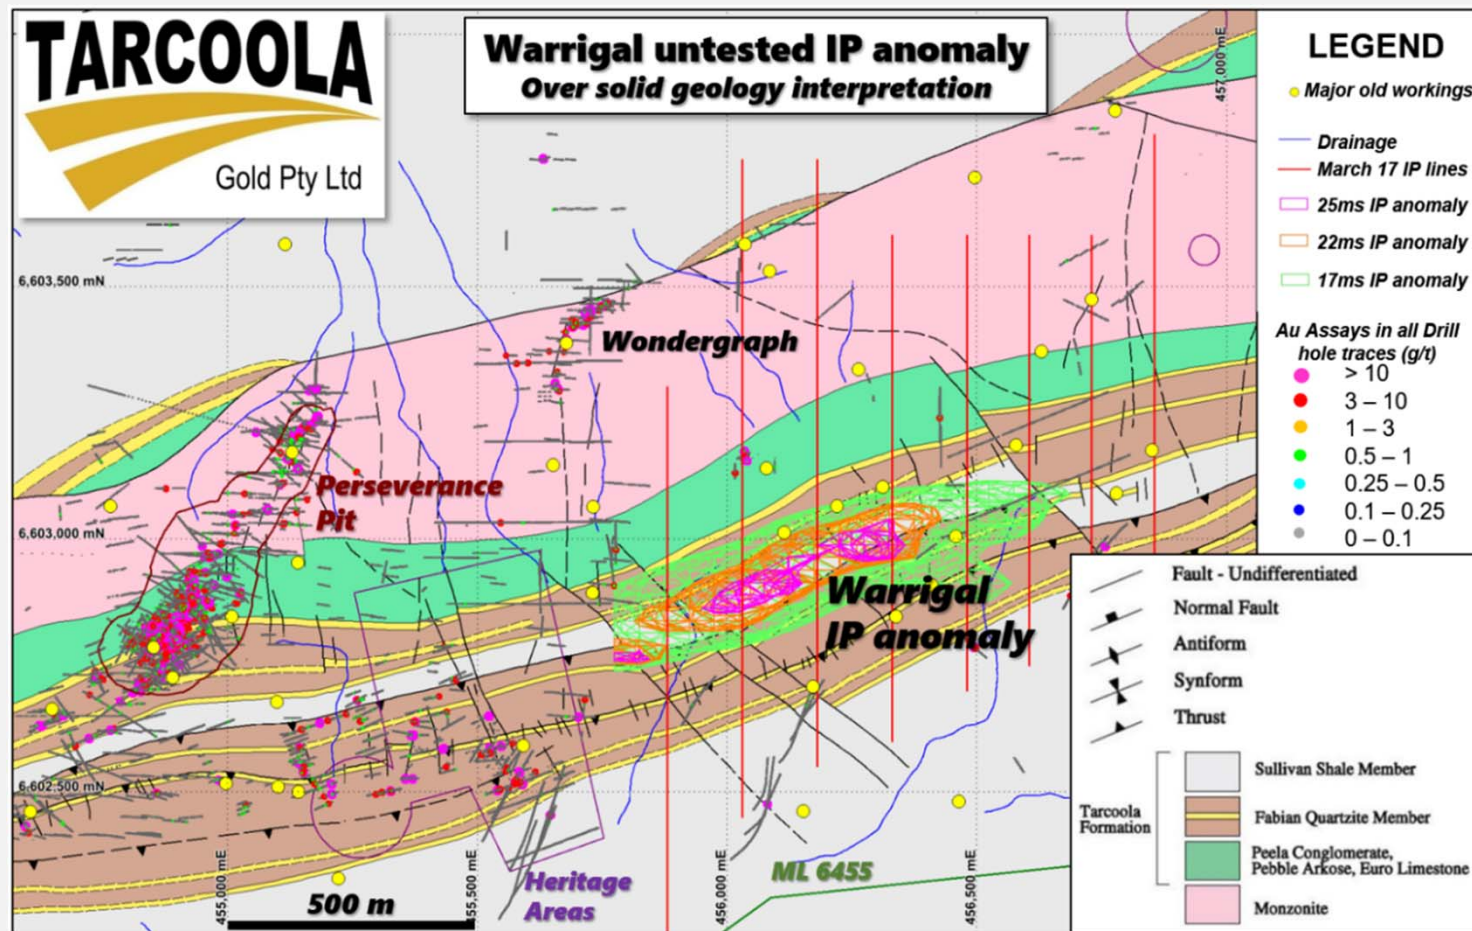 TARCOOLA
Gold Pty Ltd
Warrigal untested IP anomaly
Over solid geology interpretation
457,000 mE
LEGEND
Major old workings
Drainage
March 17 IP lines
25ms IP anomaly
22ms IP anomaly
17ms IP anomaly
Au Assays in all Drill
hole traces (g/t)
> 10
3 – 10
1 – 3
0.5 – 1
0.25 – 0.5
0.1 – 0.25
0 – 0.1
6,603,500 mN
Wondergraph
Perseverance
Pit
6,603,000 mN
Warrigal
IP anomaly
6,602,500 mN
Fault - Undifferentiated
Normal Fault
Antiform
Synform
Thrust
Tarcoola
Formation
Sullivan Shale Member
Fabian Quartzite Member
Peela Conglomerate,
Pebble Arkose, Euro Limestone
Monzonite
ML 6455
Heritage
Areas
500 m
455,000 mE
455,500 mE
456,000 mE
456,500 mE